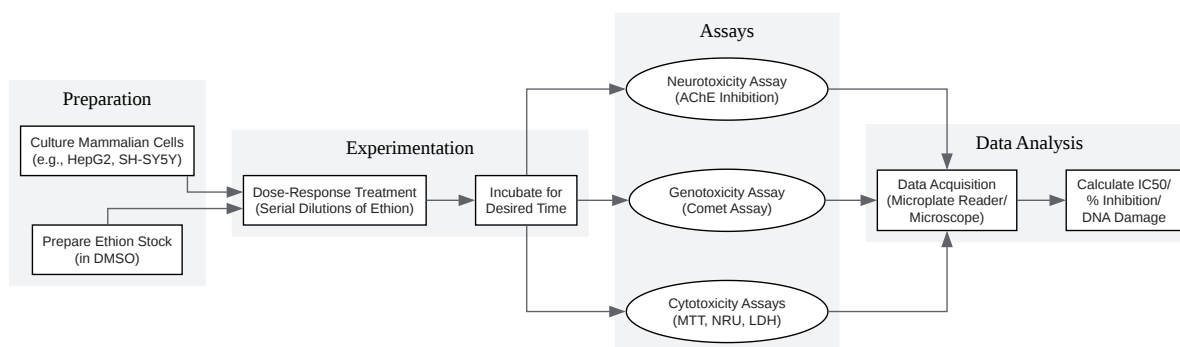 Preparation
Culture Mammalian Cells
(e.g., HepG2, SH-SY5Y)
Prepare Ethion Stock
(in DMSO)
Experimentation
Dose-Response Treatment
(Serial Dilutions of Ethion)
Incubate for
Desired Time
Assays
Neurotoxicity Assay
(AChE Inhibition)
Genotoxicity Assay
(Comet Assay)
Cytotoxicity Assays
(MTT, NRU, LDH)
Data Analysis
Data Acquisition
(Microplate Reader/
Microscope)
Calculate IC50/
% Inhibition/
DNA Damage